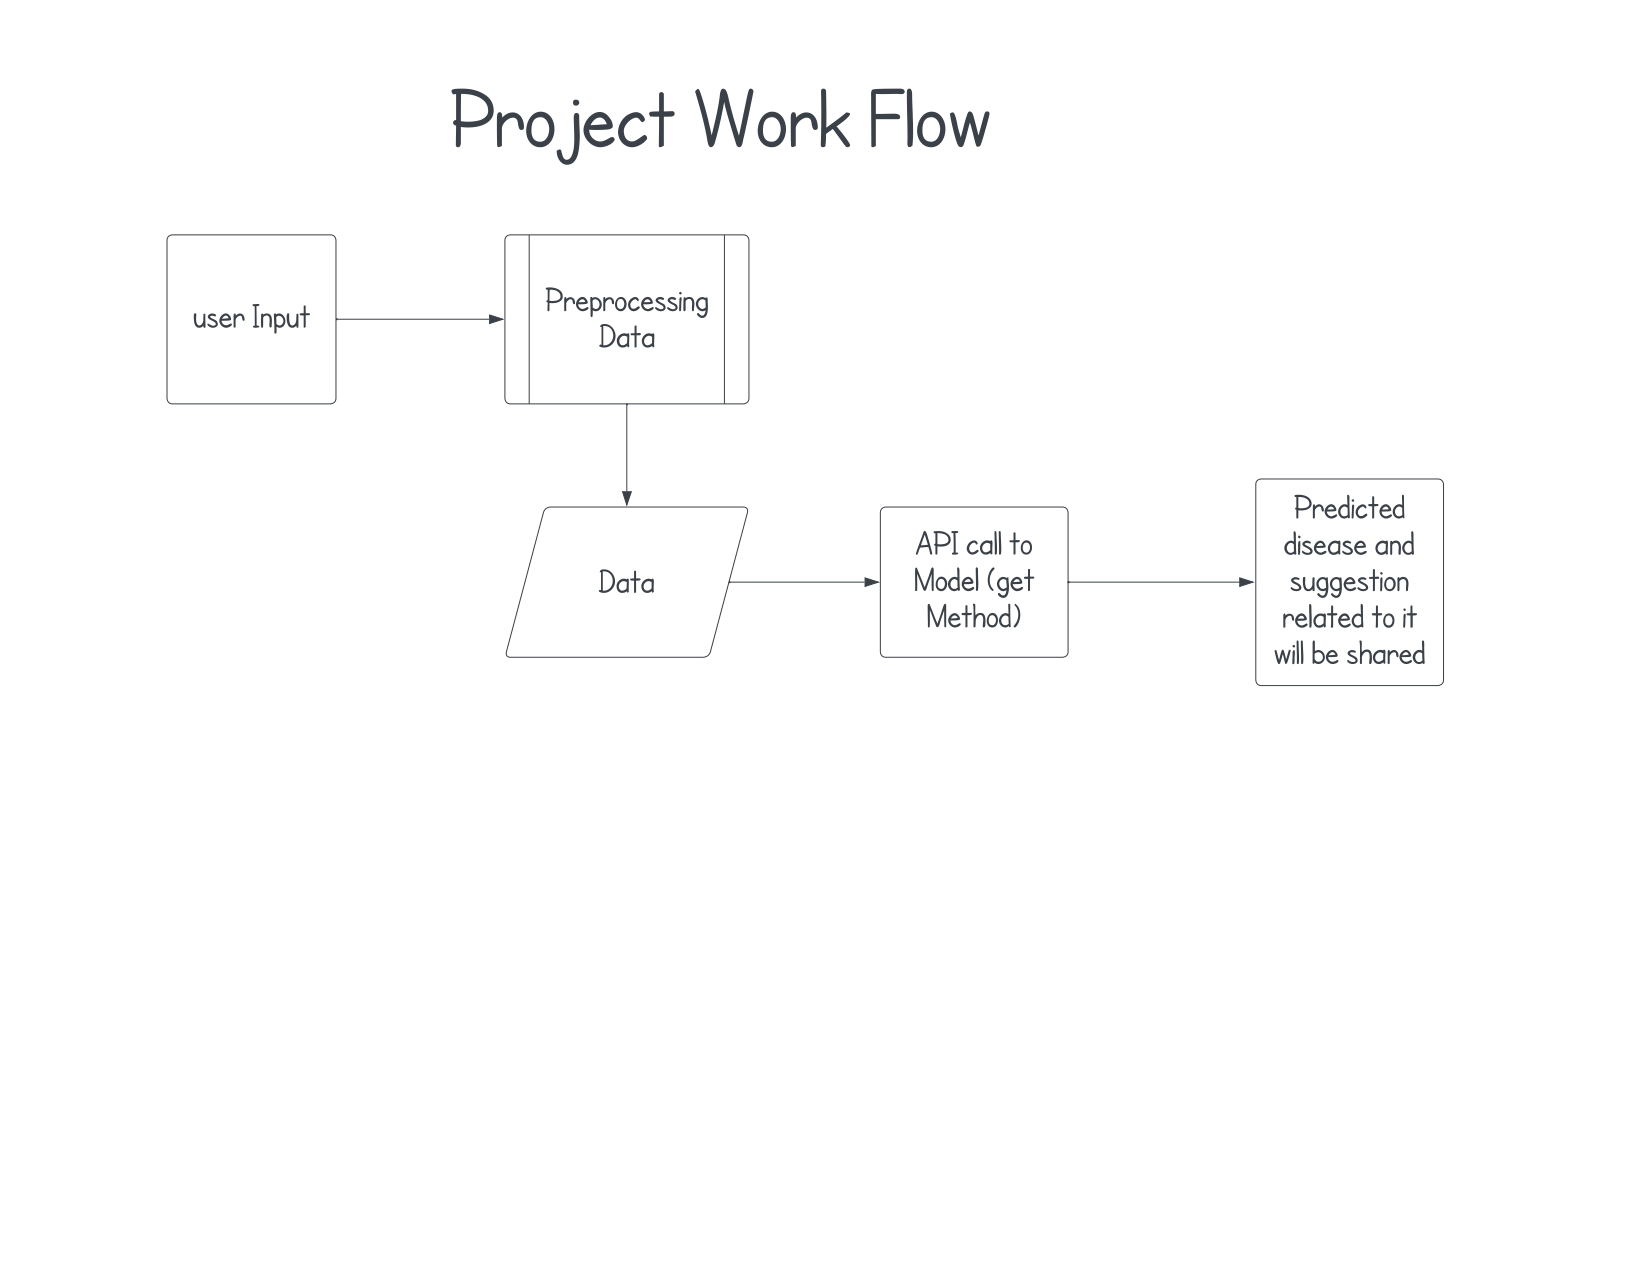 Project Work Flow
user Input
Preprocessing
Data
Data
API call to
Model (get
Method)
Predicted
disease and
suggestion
related to it
will be shared